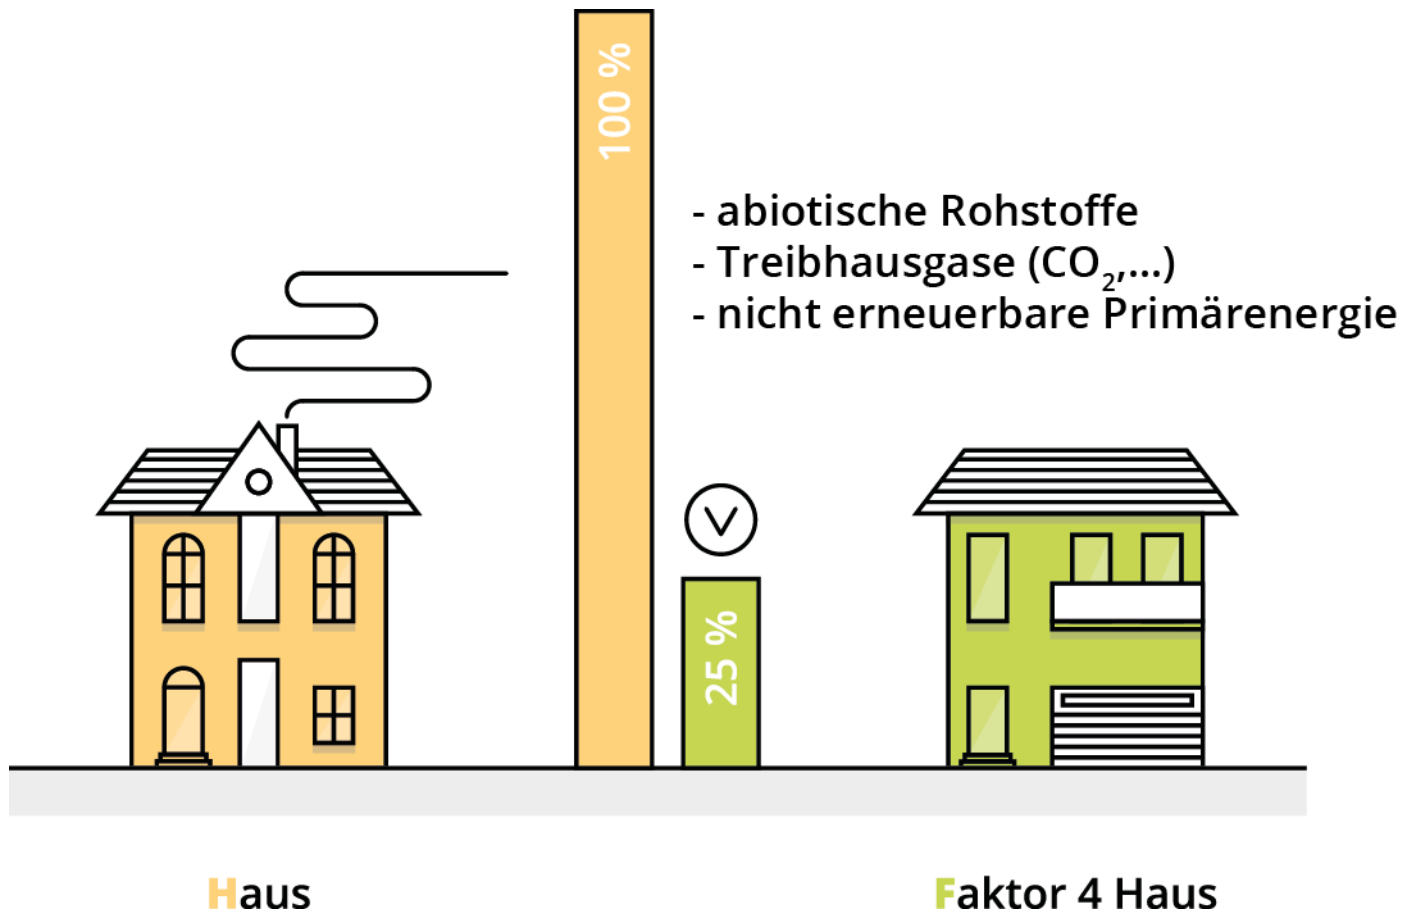 100 %
- abiotische Rohstoffe
- Treibhausgase (CO₂,...)
- nicht erneuerbare Primärenergie
25 %
Haus
Faktor 4 Haus